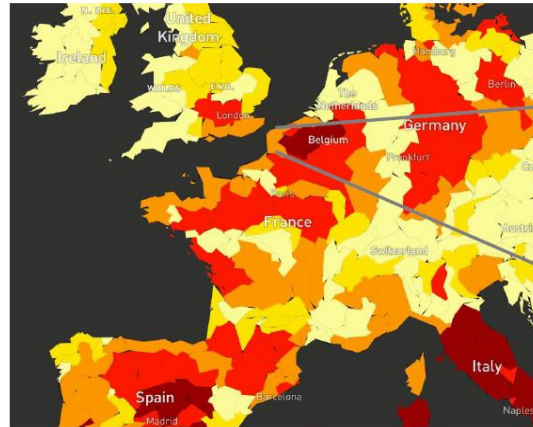 N. IRE.
United
Kingdom
Ireland
WALES
ENG.
London
The
Netherlands
Hamburg
Berlin
Germany
Belgium
Frankfurt
Paris
France
Switzerland
Austri
Italy
Spain
Barcelona
Madrid
Naples